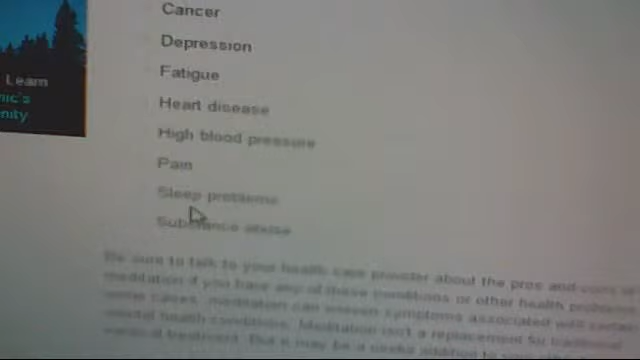 Learn
nic's
nity
Cancer
Depression
Fatigue
Heart disease
High blood pressure
Pain
Sleep problems
Substance abuse
Be sure to talk to your health care provider about the pros and cons of
meditation if you have any of these conditions or other health problems
some cases, meditation can worsen symptoms associated with certain
mental health conditions. Meditation isn't a replacement for traditional
medical treatment. But it may be a useful addition to